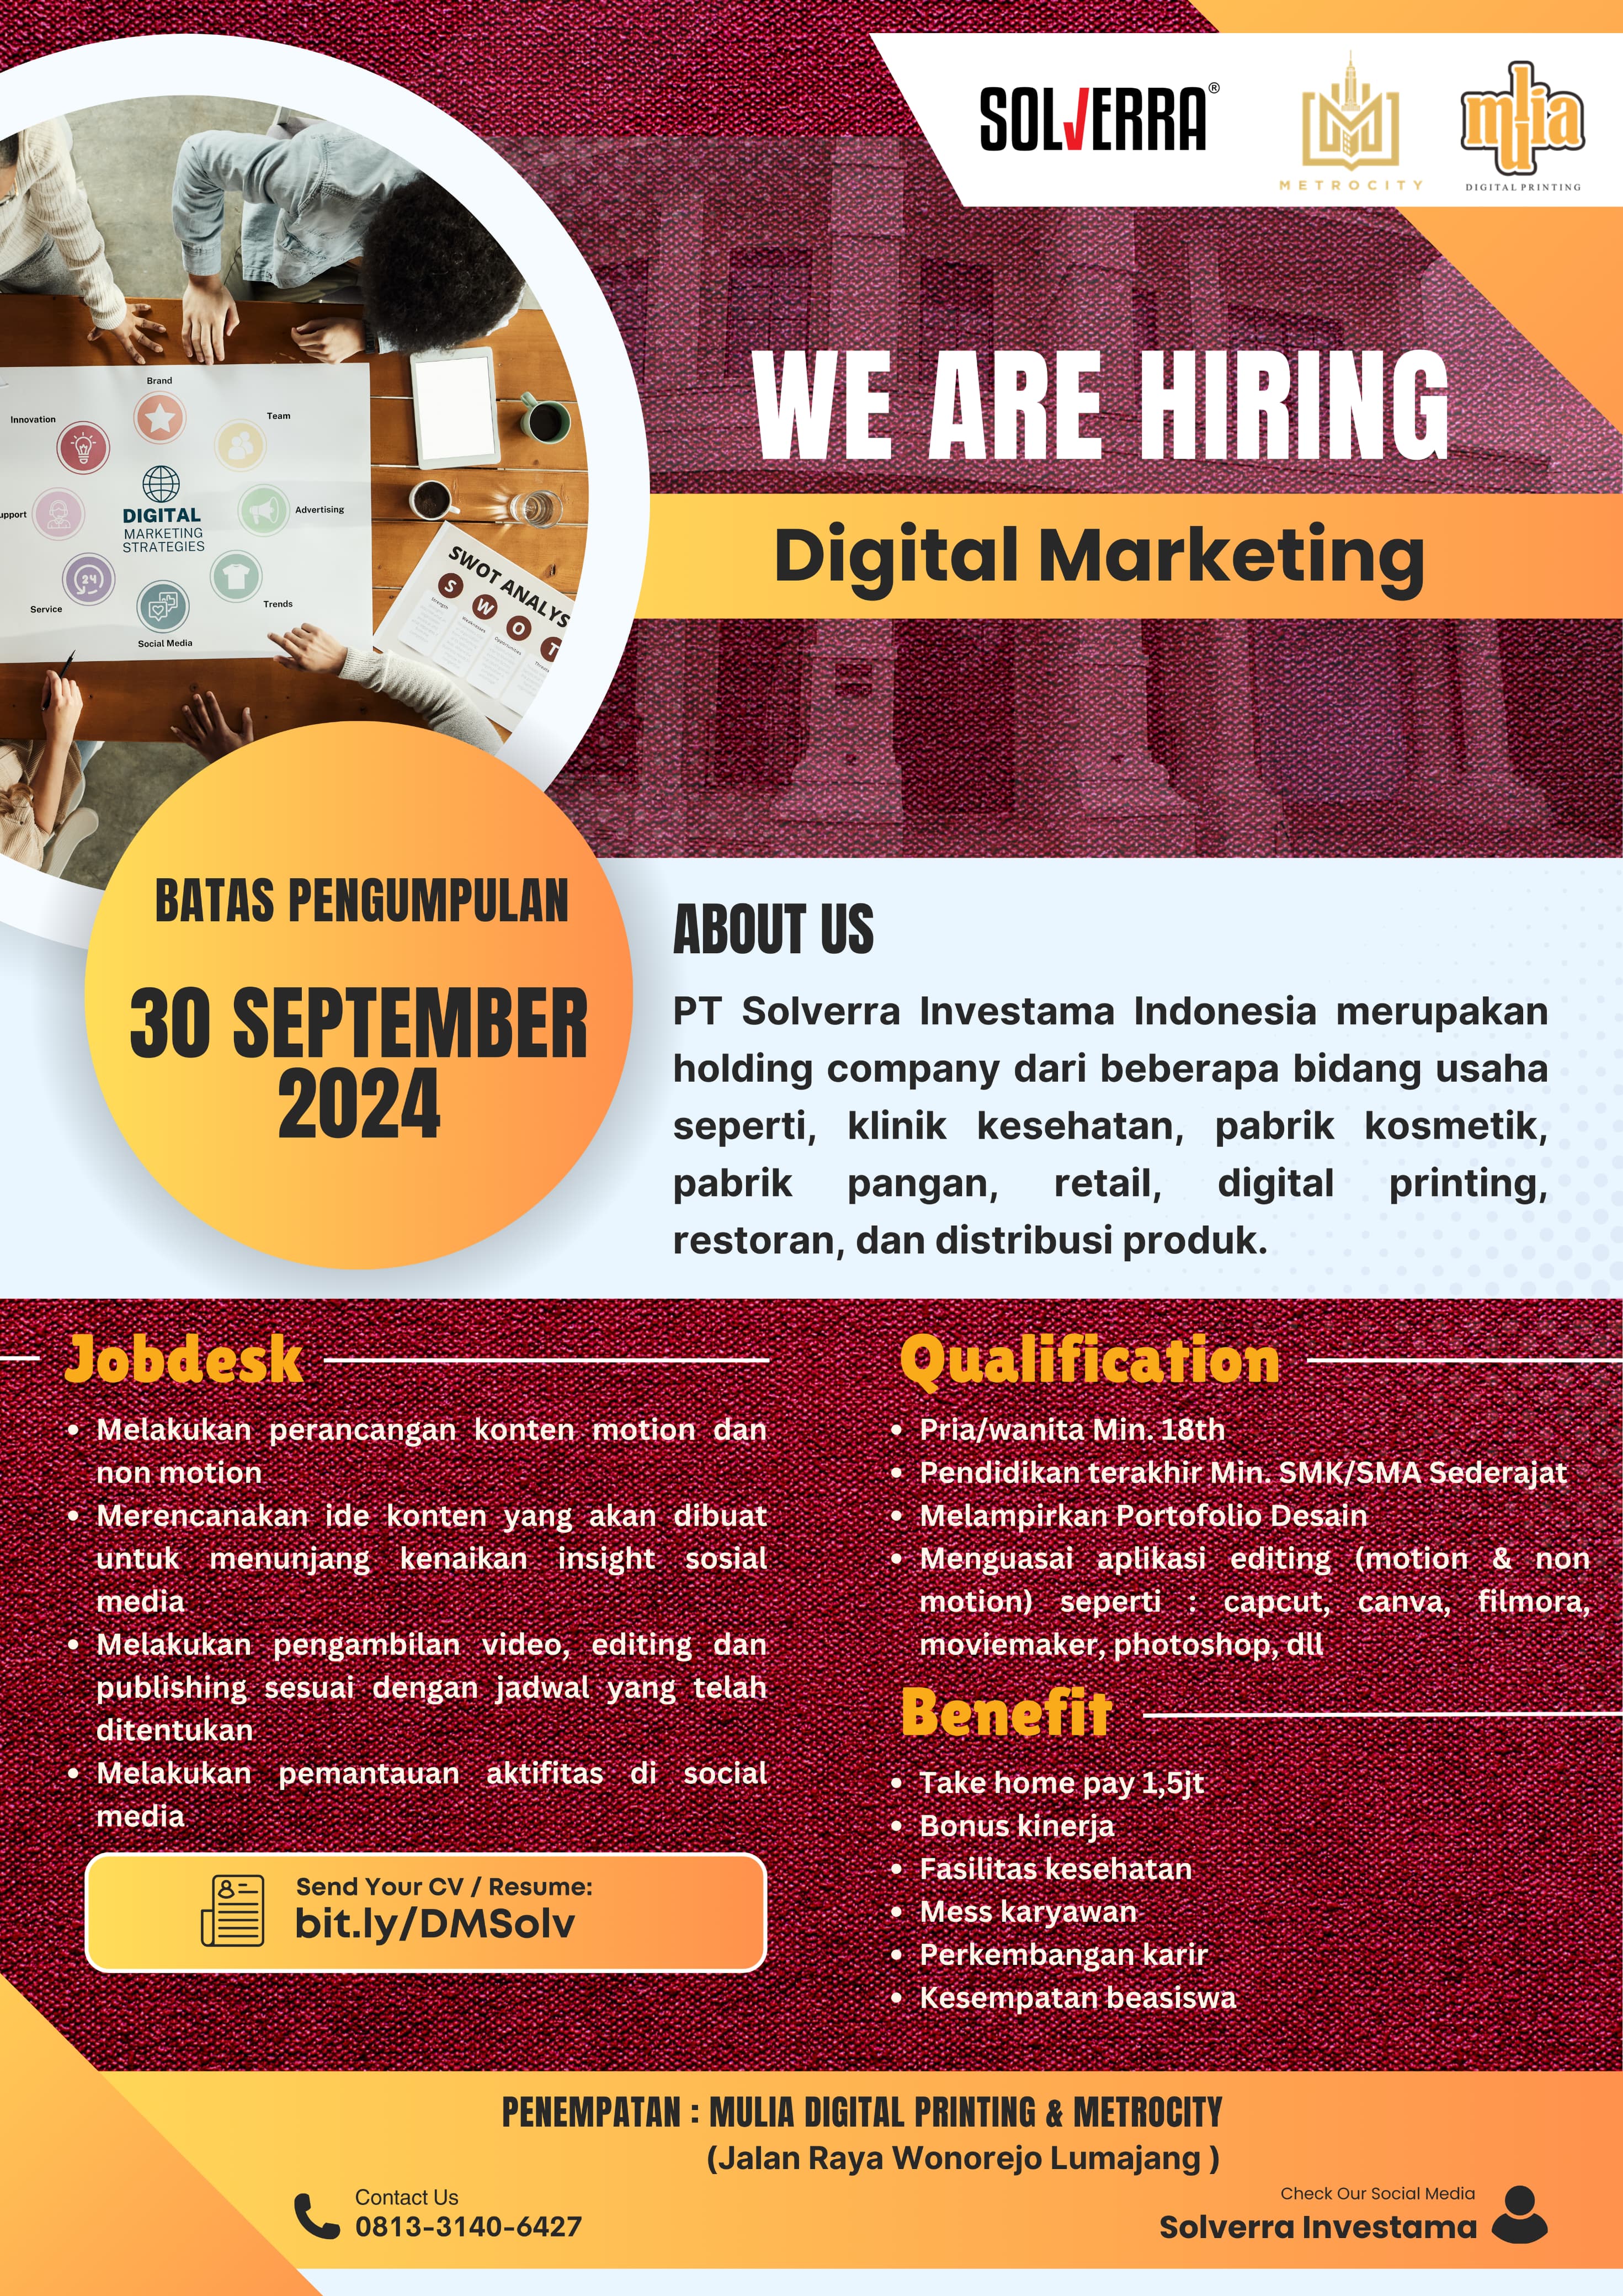 SOLVERRA®
METROCITY
mulia
DIGITAL PRINTING
Brand
Innovation
Team
upport
Advertising
DIGITAL
MARKETING
STRATEGIES
24
Service
Trends
Social Media
SWOT ANALYS
S W O T
Strength
Weaknesses
Opportunities
WE ARE HIRING
Digital Marketing
BATAS PENGUMPULAN
30 SEPTEMBER
2024
ABOUT US
PT Solverra Investama Indonesia merupakan
holding company dari beberapa bidang usaha
seperti, klinik kesehatan, pabrik kosmetik,
pabrik pangan, retail, digital printing,
restoran, dan distribusi produk.
Jobdesk
• Melakukan perancangan konten motion dan
non motion
• Merencanakan ide konten yang akan dibuat
untuk menunjang kenaikan insight sosial
media
• Melakukan pengambilan video, editing dan
publishing sesuai dengan jadwal yang telah
ditentukan
• Melakukan pemantauan aktifitas di social
media
Send Your CV / Resume:
bit.ly/DMSolv
Qualification
• Pria/wanita Min. 18th
• Pendidikan terakhir Min. SMK/SMA Sederajat
• Melampirkan Portofolio Desain
• Menguasai aplikasi editing (motion & non
motion) seperti : capcut, canva, filmora,
moviemaker, photoshop, dll
Benefit
• Take home pay 1,5jt
• Bonus kinerja
• Fasilitas kesehatan
• Mess karyawan
• Perkembangan karir
• Kesempatan beasiswa
PENEMPATAN : MULIA DIGITAL PRINTING & METROCITY
(Jalan Raya Wonorejo Lumajang )
Contact Us
0813-3140-6427
Check Our Social Media
Solverra Investama